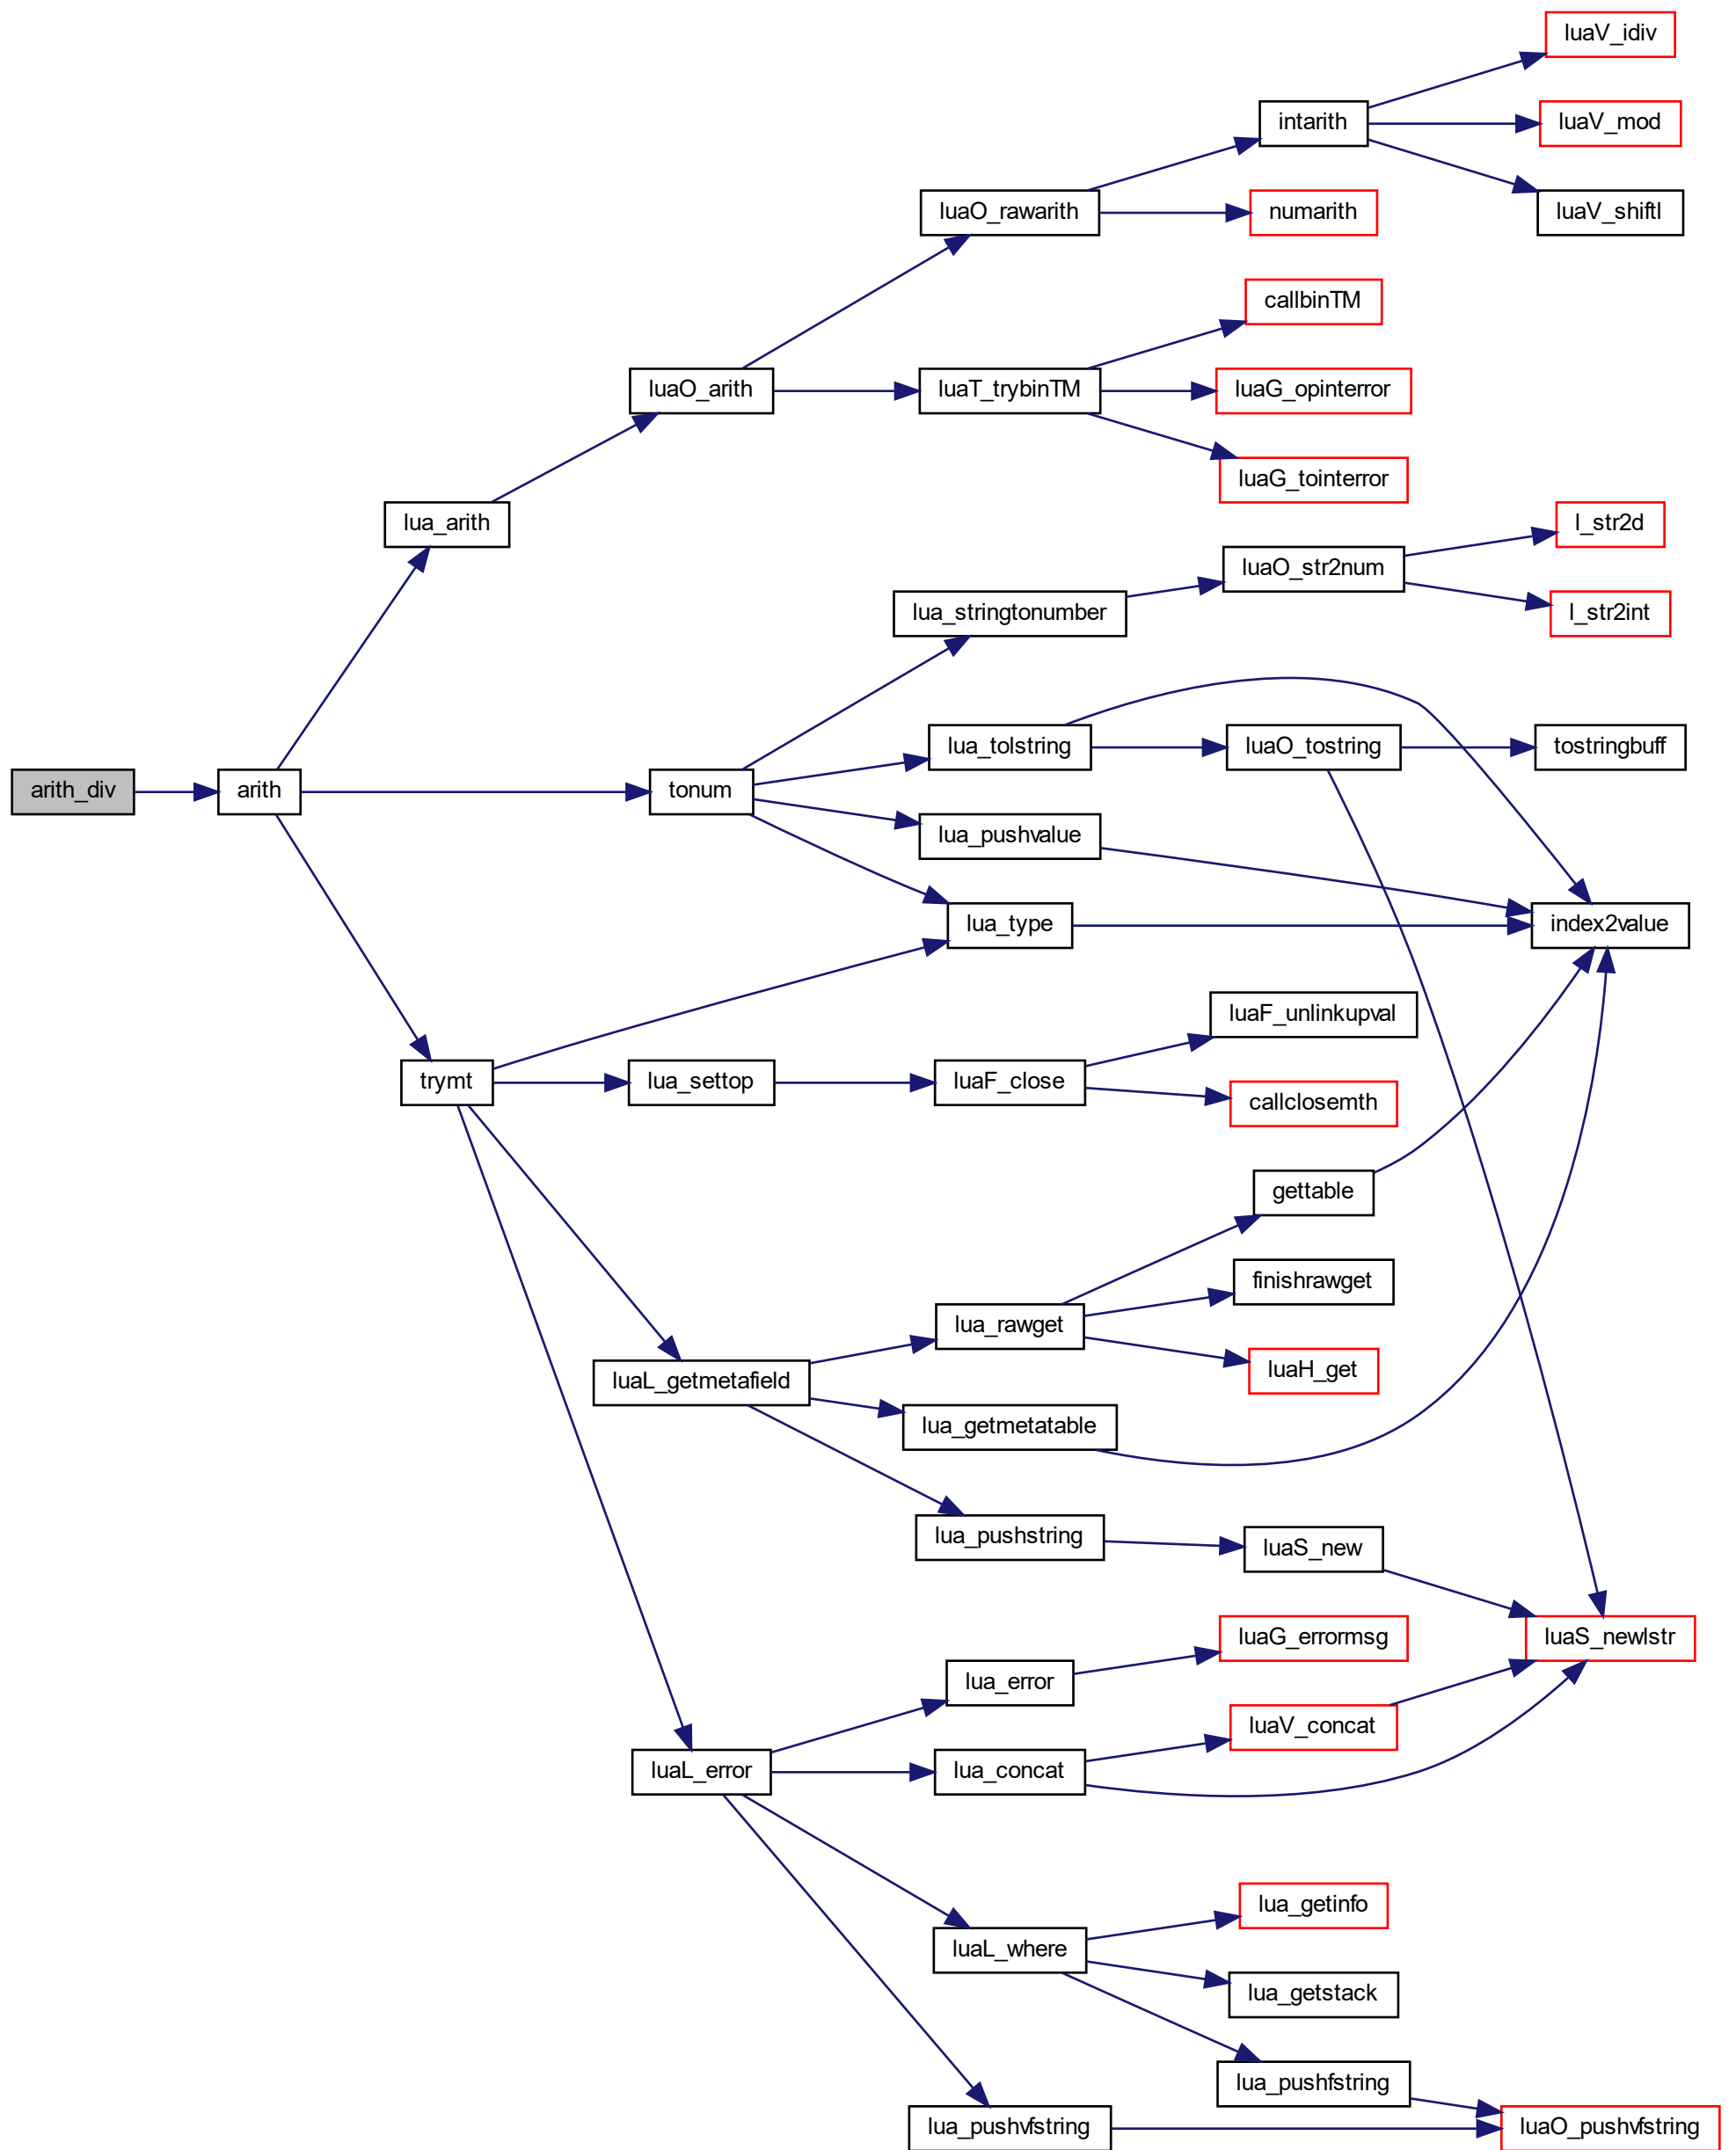 luaV_idiv
intarith
luaV_mod
luaO_rawarith
numarith
luaV_shiftl
callbinTM
luaO_arith
luaT_trybinTM
luaG_opinterror
luaG_tointerror
lua_arith
l_str2d
luaO_str2num
lua_stringtonumber
l_str2int
lua_tolstring
luaO_tostring
tostringbuff
arith_div
arith
tonum
lua_pushvalue
lua_type
index2value
luaF_unlinkupval
trymt
lua_settop
luaF_close
callclosemth
gettable
finishrawget
lua_rawget
luaH_get
luaL_getmetafield
lua_getmetatable
lua_pushstring
luaS_new
luaG_errormsg
luaS_newlstr
lua_error
luaV_concat
luaL_error
lua_concat
lua_getinfo
luaL_where
lua_getstack
lua_pushfstring
lua_pushvfstring
luaO_pushvfstring